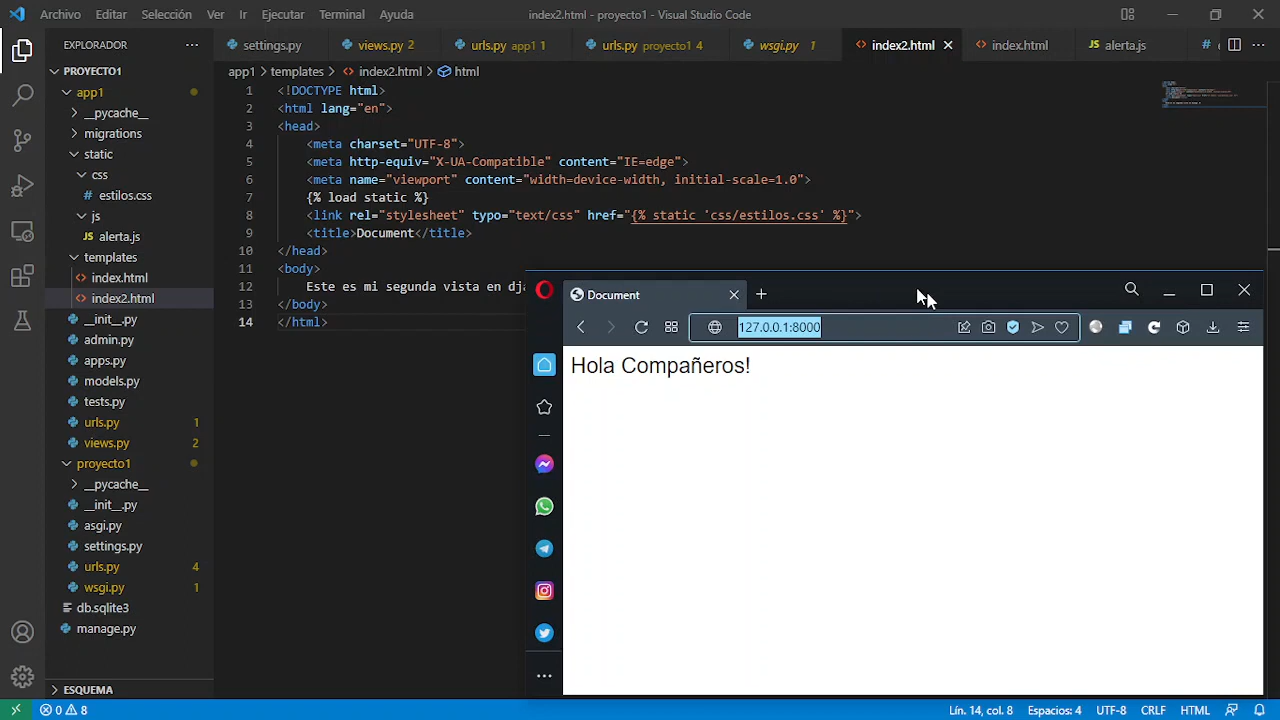 Archivo Editar Selección Ver Ir Ejecutar Terminal Ayuda index2.html - proyecto1 - Visual Studio Code
EXPLORADOR ···
settings.py views.py 2 urls.py app1 1 urls.py proyecto1 4 wsgi.py 1 index2.html index.html JS alerta.js # ···
app1 > templates > index2.html > html
PROYECTO1
app1
__pycache__
migrations
static
css
estilos.css
js
JS alerta.js
templates
index.html
index2.html
__init__.py
admin.py
apps.py
models.py
tests.py
urls.py 1
views.py 2
proyecto1
__pycache__
__init__.py
asgi.py
settings.py
urls.py 4
wsgi.py 1
db.sqlite3
manage.py
ESQUEMA
1 <!DOCTYPE html>
2 <html lang="en">
3 <head>
4 <meta charset="UTF-8">
5 <meta http-equiv="X-UA-Compatible" content="IE=edge">
6 <meta name="viewport" content="width=device-width, initial-scale=1.0">
7 {% load static %}
8 <link rel="stylesheet" typo="text/css" href="{% static 'css/estilos.css' %}">
9 <title>Document</title>
10 </head>
11 <body>
12 Este es mi segunda vista en dja
13 </body>
14 </html>
Document
127.0.0.1:8000
Hola Compañeros!
0 8 Lín. 14, col. 8 Espacios: 4 UTF-8 CRLF HTML